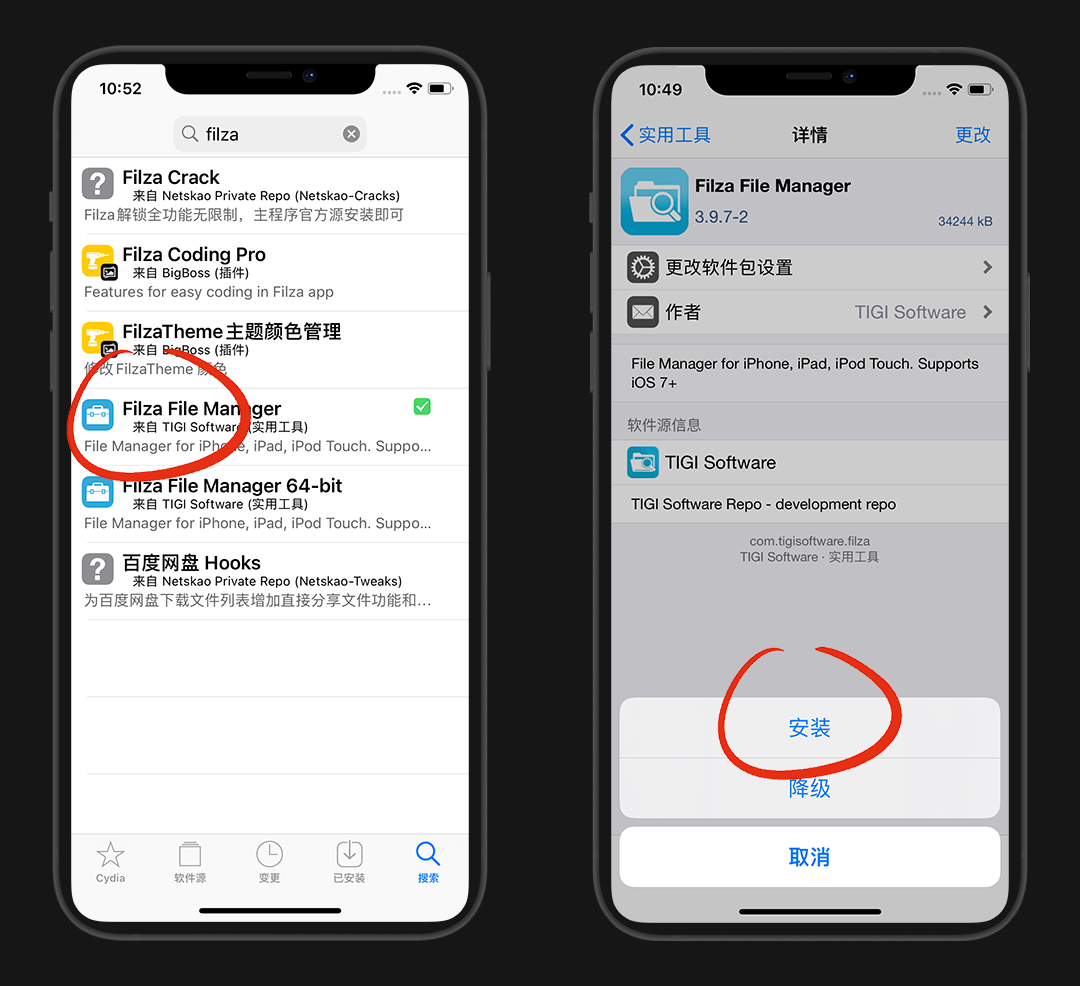 10:52
filza
Filza Crack
来自 Netskao Private Repo (Netskao-Cracks)
Filza解锁全功能无限制，主程序官方源安装即可
Filza Coding Pro
来自 BigBoss (插件)
Features for easy coding in Filza app
FilzaTheme主题颜色管理
来自 BigBoss (插件)
修改FilzaTheme 颜色
Filza File Manager
来自 TIGI Software (实用工具)
File Manager for iPhone, iPad, iPod Touch. Suppo...
Filza File Manager 64-bit
来自 TIGI Software (实用工具)
File Manager for iPhone, iPad, iPod Touch. Suppo...
百度网盘 Hooks
来自 Netskao Private Repo (Netskao-Tweaks)
为百度网盘下载文件列表增加直接分享文件功能和...
Cydia
软件源
变更
已安装
搜索
10:49
实用工具
详情
更改
Filza File Manager
3.9.7-2
34244 kB
更改软件包设置
作者
TIGI Software
File Manager for iPhone, iPad, iPod Touch. Supports
iOS 7+
软件源信息
TIGI Software
TIGI Software Repo - development repo
com.tigisoftware.filza
TIGI Software · 实用工具
安装
降级
取消